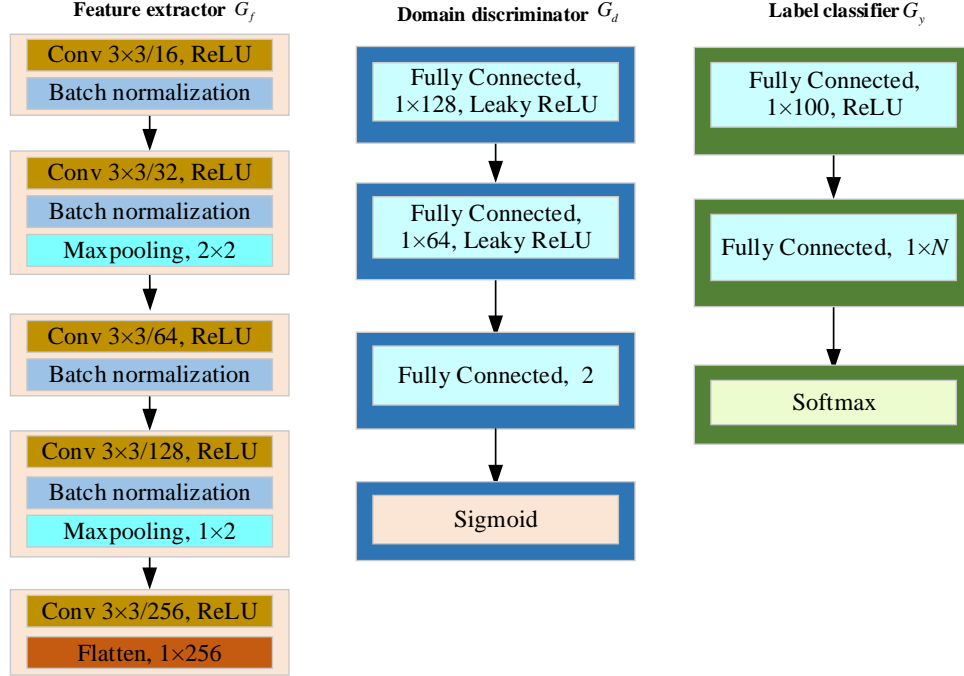 Feature extractor G_f
Conv 3×3/16, ReLU
Batch normalization
Conv 3×3/32, ReLU
Batch normalization
Maxpooling, 2×2
Conv 3×3/64, ReLU
Batch normalization
Conv 3×3/128, ReLU
Batch normalization
Maxpooling, 1×2
Conv 3×3/256, ReLU
Flatten, 1×256
Domain discriminator G_d
Fully Connected,
1×128, Leaky ReLU
Fully Connected,
1×64, Leaky ReLU
Fully Connected, 2
Sigmoid
Label classifier G_y
Fully Connected,
1×100, ReLU
Fully Connected, 1×N
Softmax